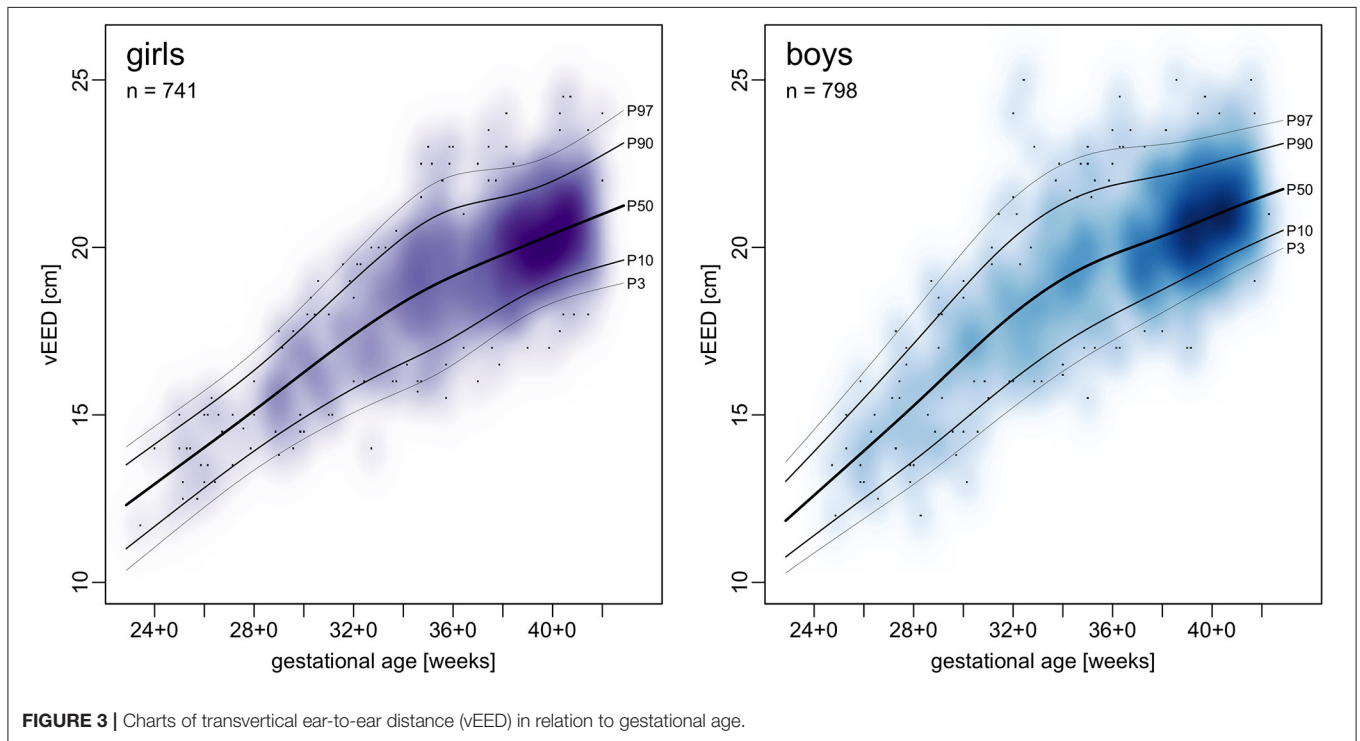 girls
n = 741
P97
P90
P50
P10
P3
25
20
15
10
vEED [cm]
24+0 28+0 32+0 36+0 40+0
gestational age [weeks]
boys
n = 798
P97
P90
P50
P10
P3
25
20
15
10
vEED [cm]
24+0 28+0 32+0 36+0 40+0
gestational age [weeks]
FIGURE 3 | Charts of transvertical ear-to-ear distance (vEED) in relation to gestational age.